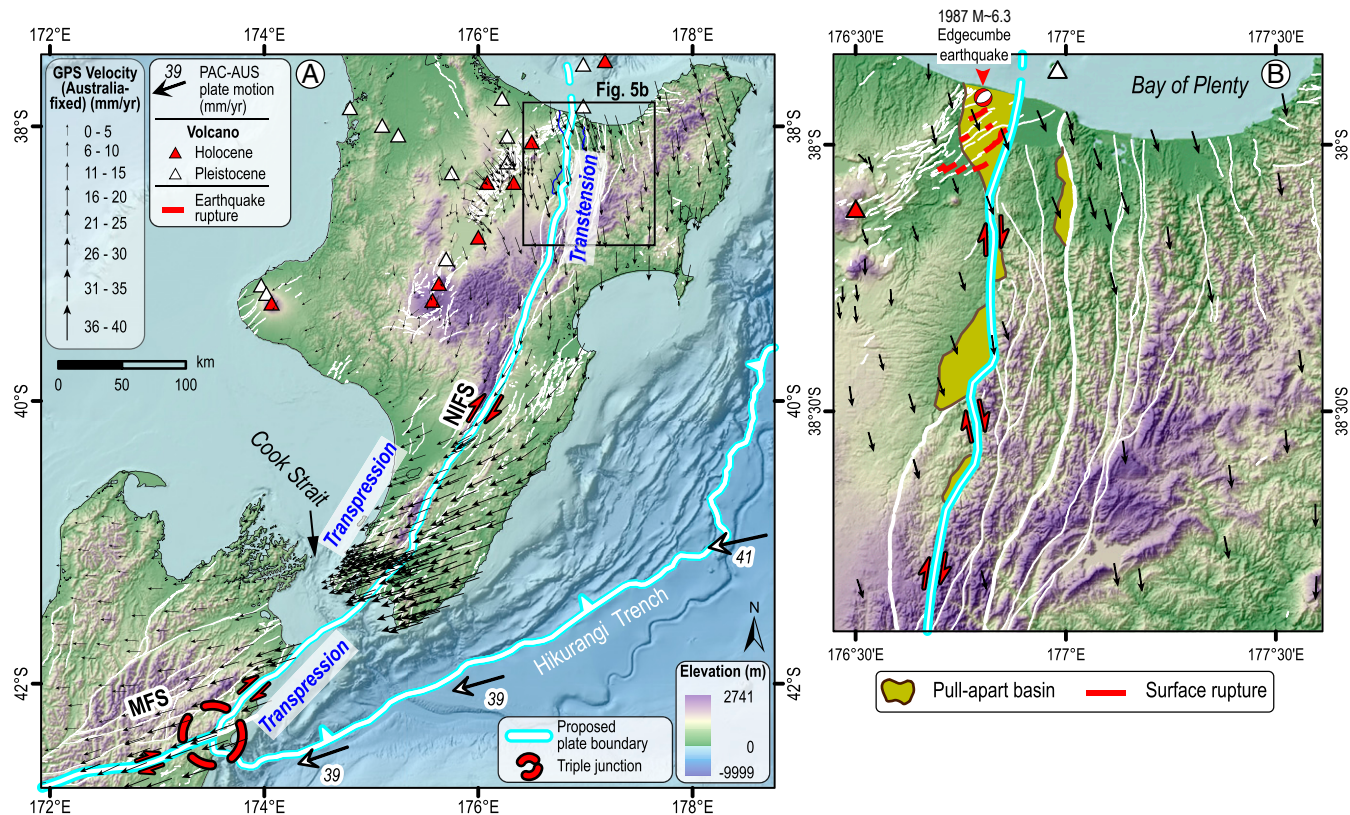 172°E
174°E
176°E
178°E
GPS Velocity
(Australia-
fixed) (mm/yr)
0 - 5
6 - 10
11 - 15
16 - 20
21 - 25
26 - 30
31 - 35
36 - 40
39
PAC-AUS
plate motion
(mm/yr)
Volcano
Holocene
Pleistocene
Earthquake
rupture
A
Fig. 5b
38°S
38°S
Transtension
km
0
50
100
40°S
40°S
NIFS
Cook Strait
Transpression
41
N
Hikurangi Trench
42°S
42°S
Transpression
MFS
39
39
Proposed
plate boundary
Triple junction
Elevation (m)
2741
0
-9999
172°E
174°E
176°E
178°E
1987 M~6.3
Edgecumbe
earthquake
176°30'E
177°E
177°30'E
B
Bay of Plenty
38°S
38°S
38°30'S
38°30'S
176°30'E
177°E
177°30'E
Pull-apart basin
Surface rupture